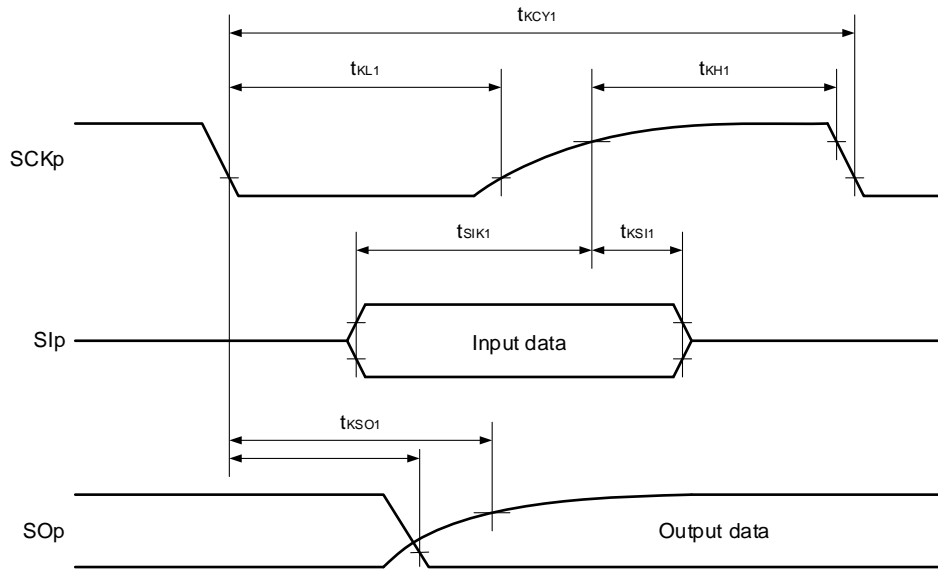 tKCY1
tKL1
tKH1
SCKp
tSIK1
tKSI1
SIp
Input data
tKSO1
SOp
Output data